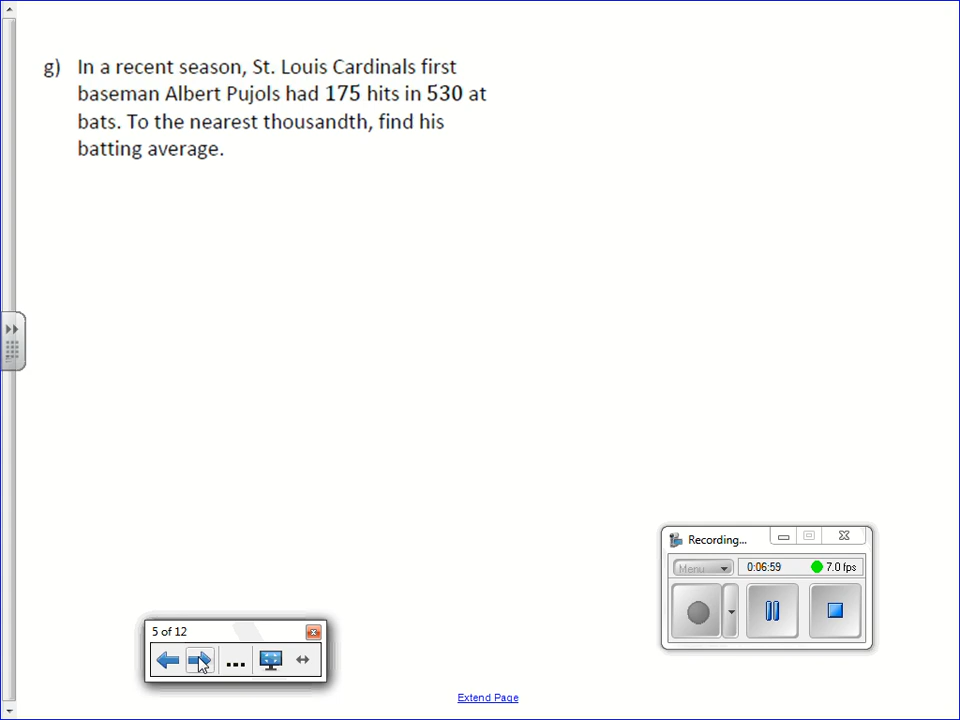 g) In a recent season, St. Louis Cardinals first
baseman Albert Pujols had 175 hits in 530 at
bats. To the nearest thousandth, find his
batting average.
Recording...
Menu
0:06:59
7.0 fps
5 of 12
...
Extend Page